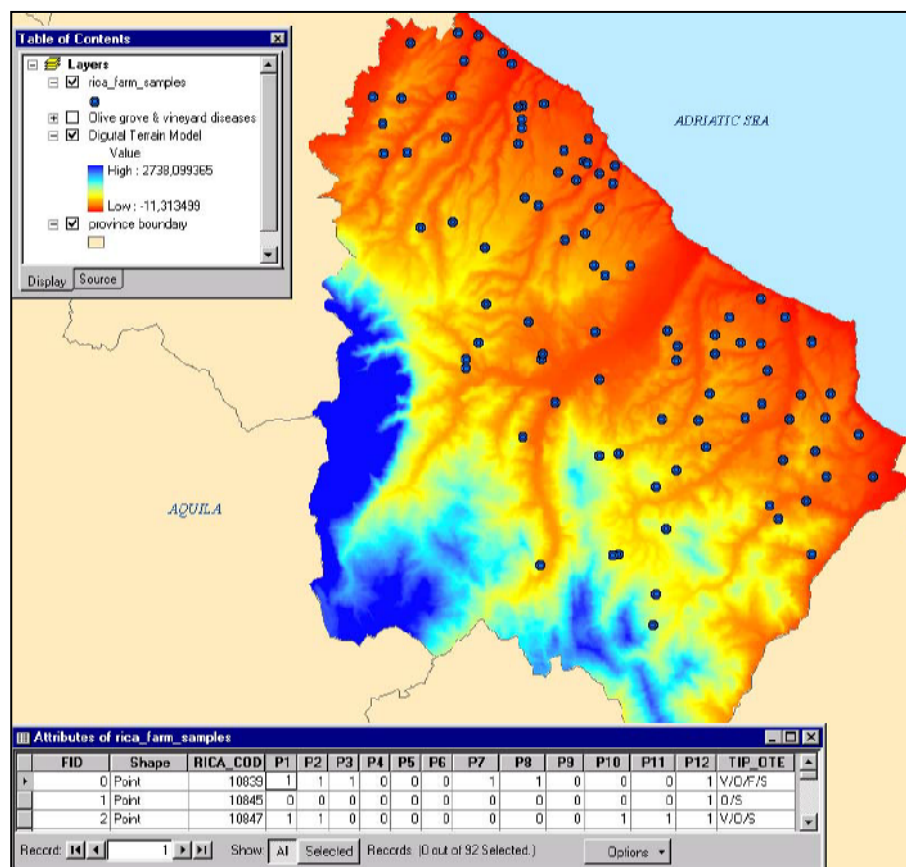 Table of Contents
Layers
rica_farm_samples
Olive grove & vineyard diseases
Digutal Terrain Model
Value
High : 2738,099365
Low : -11,313499
province boundary
Display Source
ADRIATIC SEA
AQUILA
Attributes of rica_farm_samples
FID Shape RICA_COD P1 P2 P3 P4 P5 P6 P7 P8 P9 P10 P11 P12 TIP_OTE
0 Point 10839 1 1 1 0 0 0 1 1 0 0 0 1 V/O/F/S
1 Point 10845 0 0 0 0 0 0 0 0 0 0 0 1 O/S
2 Point 10847 1 1 0 0 0 0 0 0 0 1 1 1 V/O/S
Record: 1 Show: All Selected Records (0 out of 92 Selected.) Options